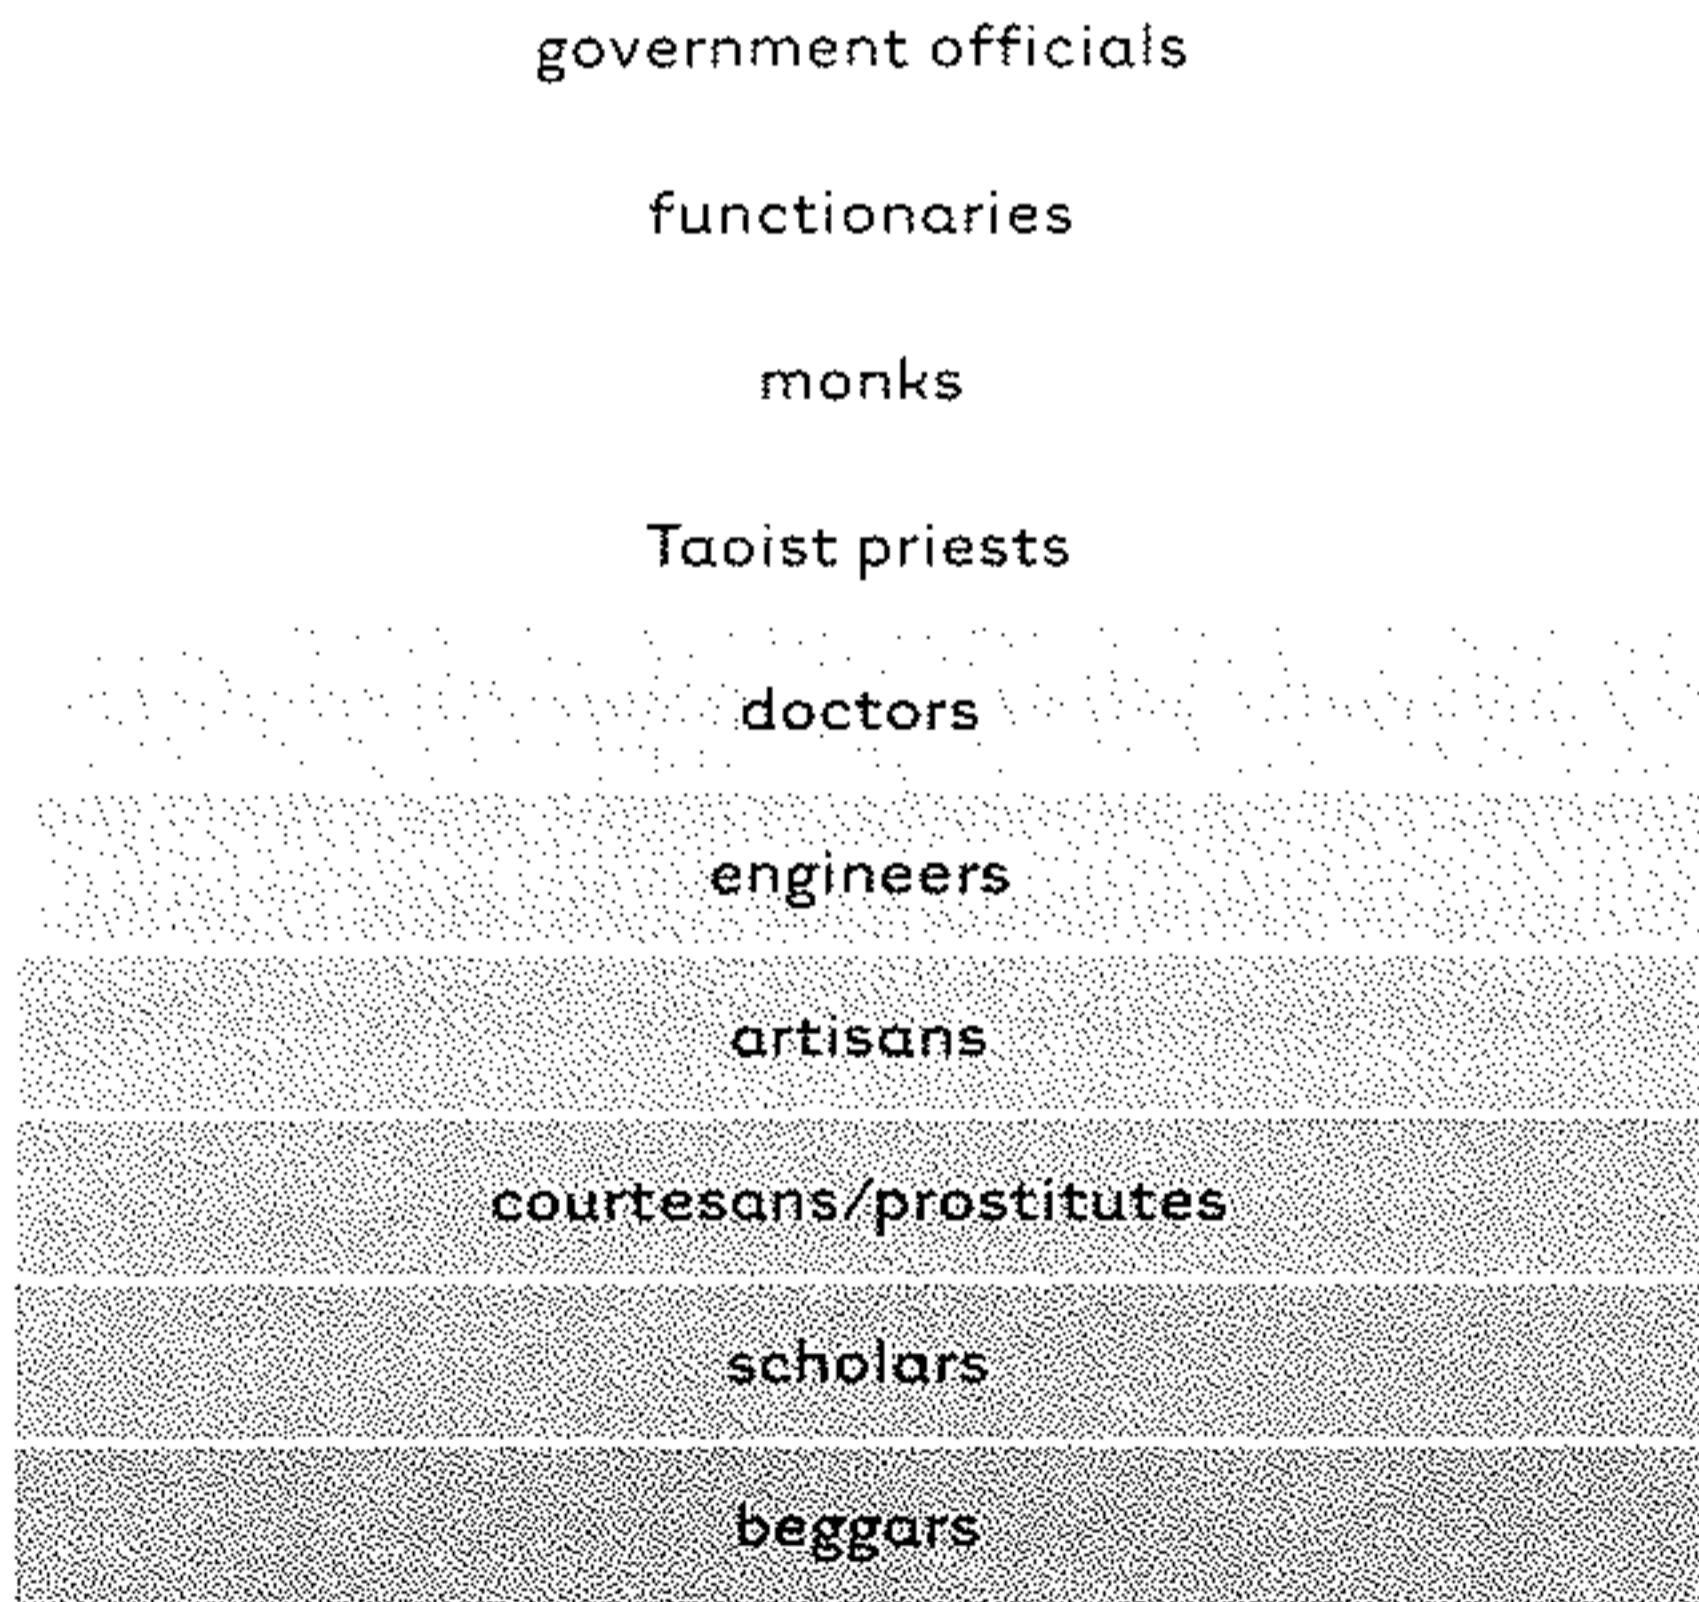 government officials
functionaries
monks
Taoist priests
doctors
engineers
artisans
courtesans/prostitutes
scholars
beggars